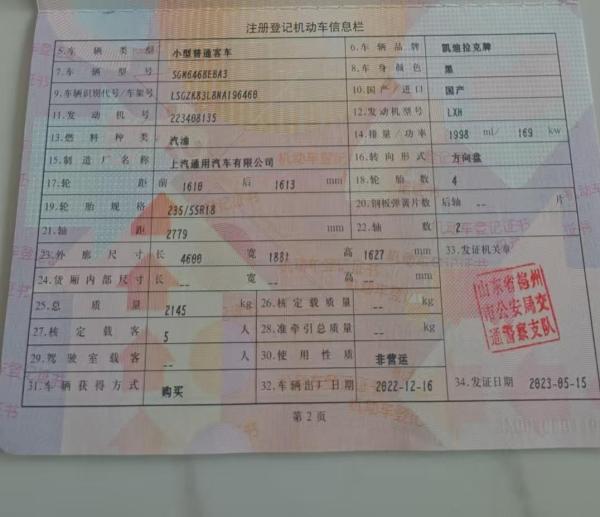 注册登记机动车信息栏
5.车辆类型 小型普通客车 6.车辆品牌 凯迪拉克牌
7.车辆型号 SGM6468EBA3 8.车身颜色 黑
9.车辆识别代号/车架号 LSGZK83L8NA196460 10.国产/进口 国产
11.发动机号 223408135 12.发动机型号 LXH
13.燃料种类 汽油 14.排量/功率 1998 ml/ 169 kw
15.制造厂名称 上汽通用汽车有限公司 16.转向形式 方向盘
17.轮距 前 1610 后 1613 mm 18.轮胎数 4
19.轮胎规格 235/55R18 20.钢板弹簧片数 后轴 -- 片
21.轴距 2779 mm 22.轴数 2
23.外廓尺寸 长 4600 宽 1881 高 1627 mm 33.发证机关章
24.货厢内部尺寸 长 -- 宽 -- 高 -- mm
25.总质量 2145 kg 26.核定载质量 -- kg
27.核定载客 5 人 28.准牵引总质量 -- kg
29.驾驶室载客 -- 人 30.使用性质 非营运
31.车辆获得方式 购买 32.车辆出厂日期 2022-12-16 34.发证日期 2023-05-15
山东省
市公安局交
通警察支队
第2页